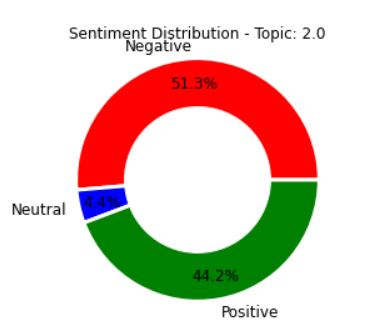 Sentiment Distribution - Topic: 2.0
Negative
51.3%
4.4%
Neutral
44.2%
Positive